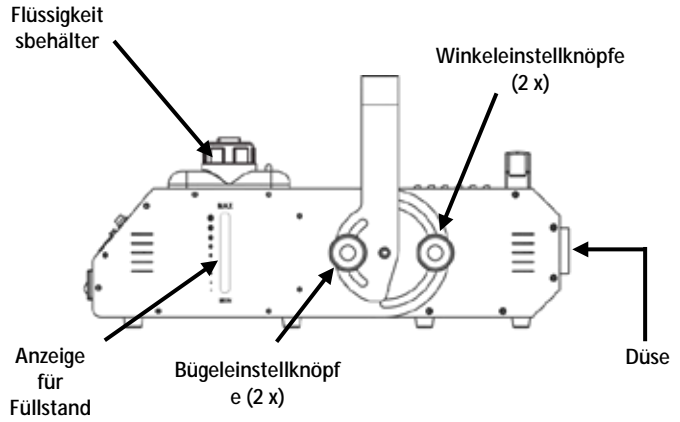 Flüssigkeit
sbehälter
Winkeleinstellknöpfe
(2 x)
MAX
MIN
Anzeige
für
Füllstand
Bügeleinstellknöpf
e (2 x)
Düse